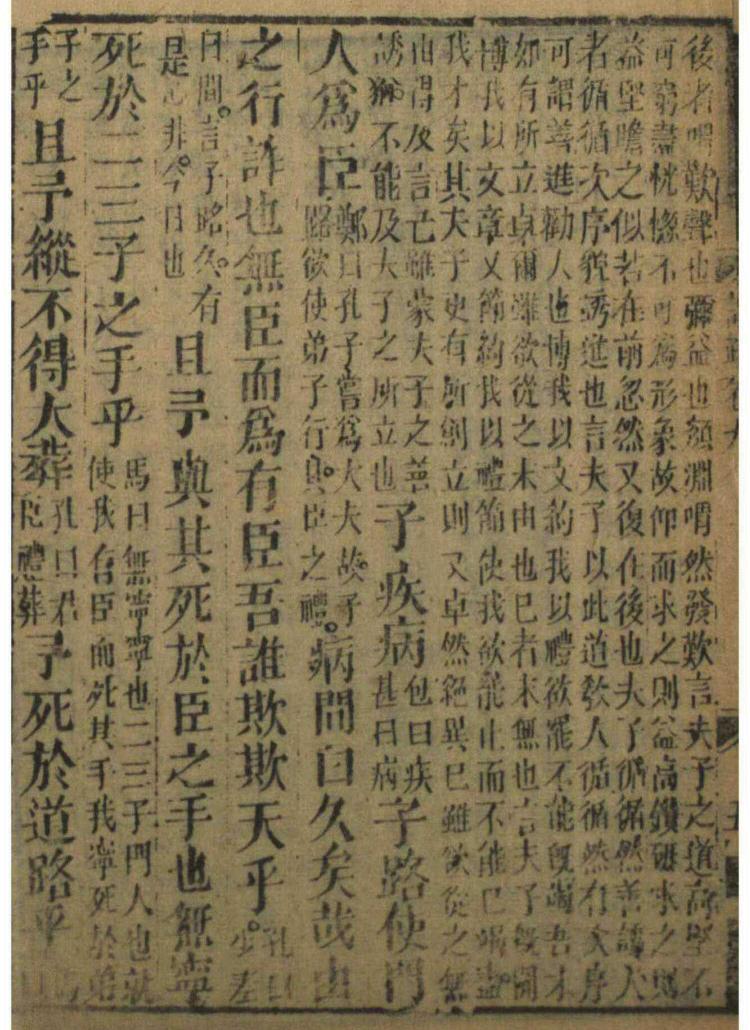 後者喟歎聲也彌益也顏淵喟然發歎言夫子之道高堅不
可窮盡恍惚不可爲形象故仰而求之則益高鑽硏求之則
益堅瞻之似若在前忽然又復在後也夫子循循然善誘人
者循循次序貌誘進也言夫子以此道敎人循循然有次序
可謂善進勸人也博我以文約我以禮欲罷不能旣竭吾才
如有所立卓爾雖欲從之末由也已者末無也言夫子旣開
博我以文章又節約我以禮節使我欲罷止而不能已竭盡
我才矣其夫子更有所創立則又卓然絕異已雖欲從之無
由得及言己雖蒙夫子之善
誘猶不能及夫子之所立也子疾病包曰疾
甚曰病子路使門
人爲臣鄭曰孔子嘗爲大夫故子
路欲使弟子行其臣之禮病間曰久矣哉由
之行詐也無臣而爲有臣吾誰欺欺天乎孔曰
少差
曰間言子路久有
是心非今日也且予與其死於臣之手也無寧
死於二三子之手乎馬曰無寧寧也二三子門人也就
使我有臣而死其手我寧死於弟
子之
手乎且予縱不得大葬孔曰君
臣禮葬予死於道路乎